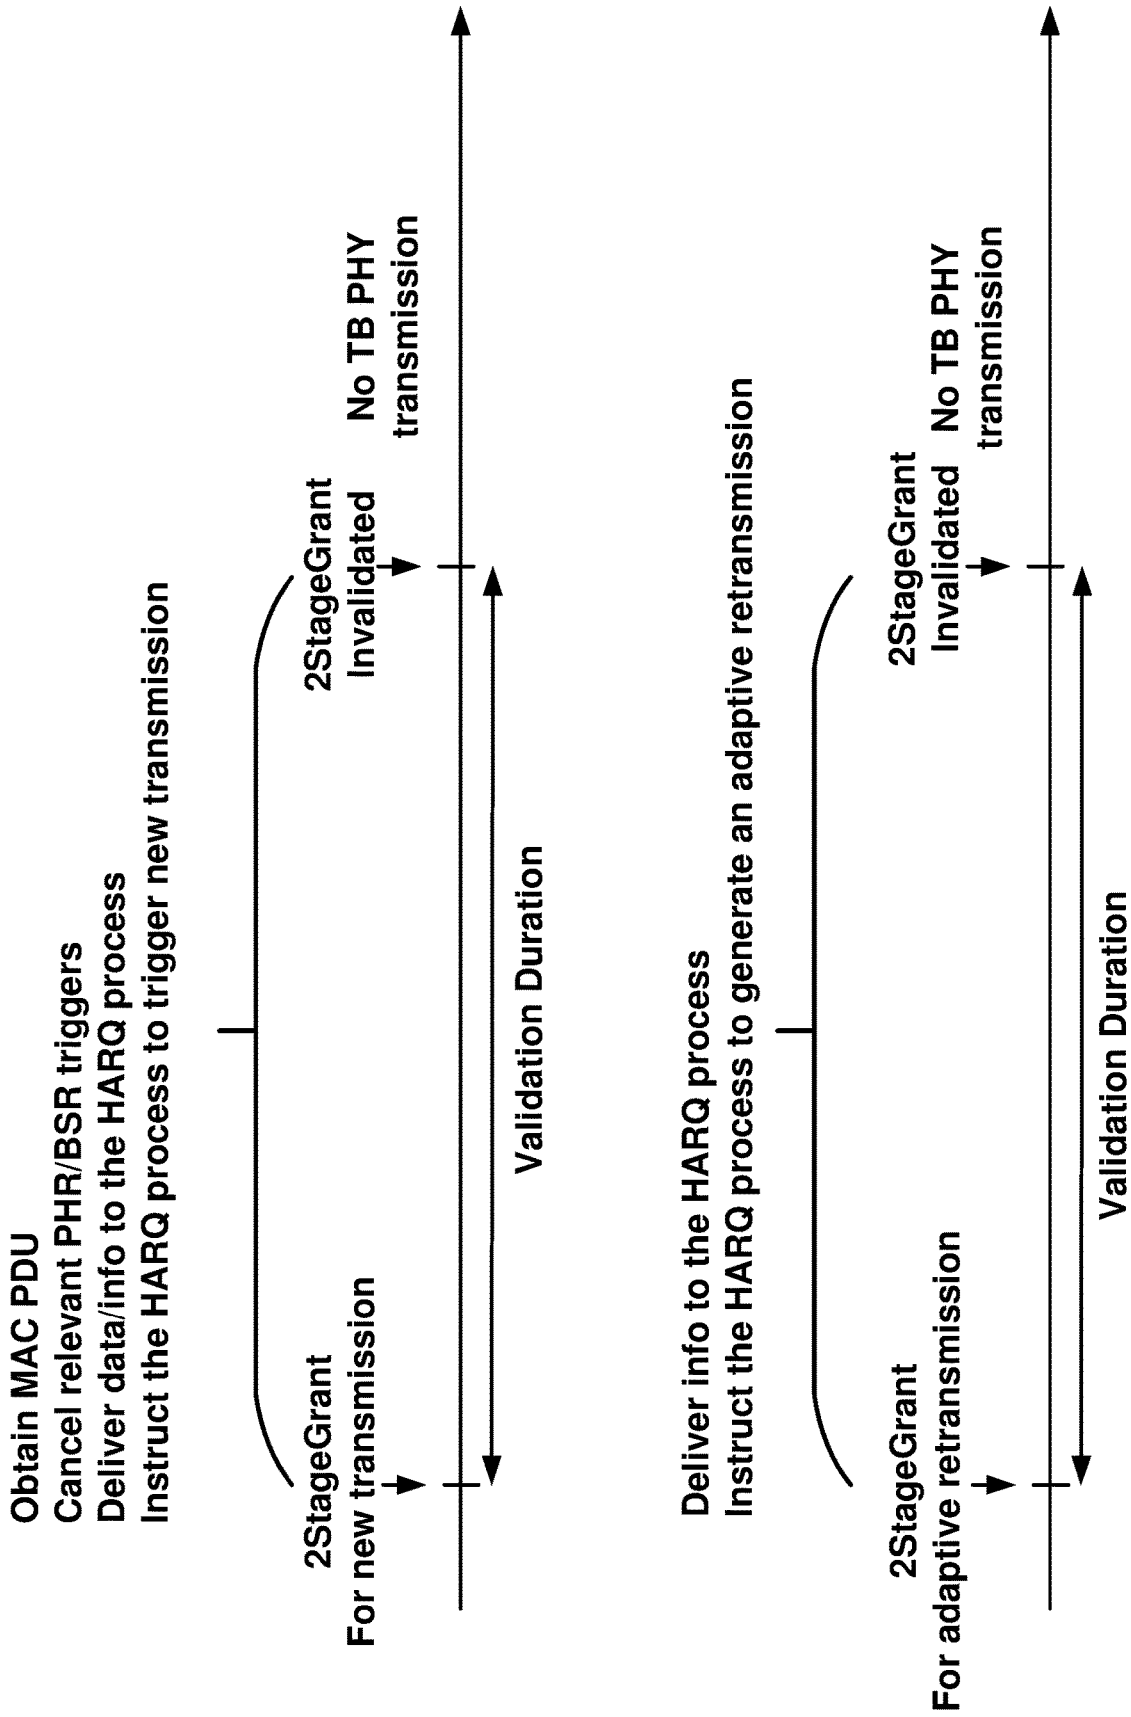 Obtain MAC PDU
Cancel relevant PHR/BSR triggers
Deliver data/info to the HARQ process
Instruct the HARQ process to trigger new transmission
2StageGrant
For new transmission
2StageGrant
Invalidated
No TB PHY
transmission
Validation Duration
Deliver info to the HARQ process
Instruct the HARQ process to generate an adaptive retransmission
2StageGrant
For adaptive retransmission
2StageGrant
Invalidated
No TB PHY
transmission
Validation Duration